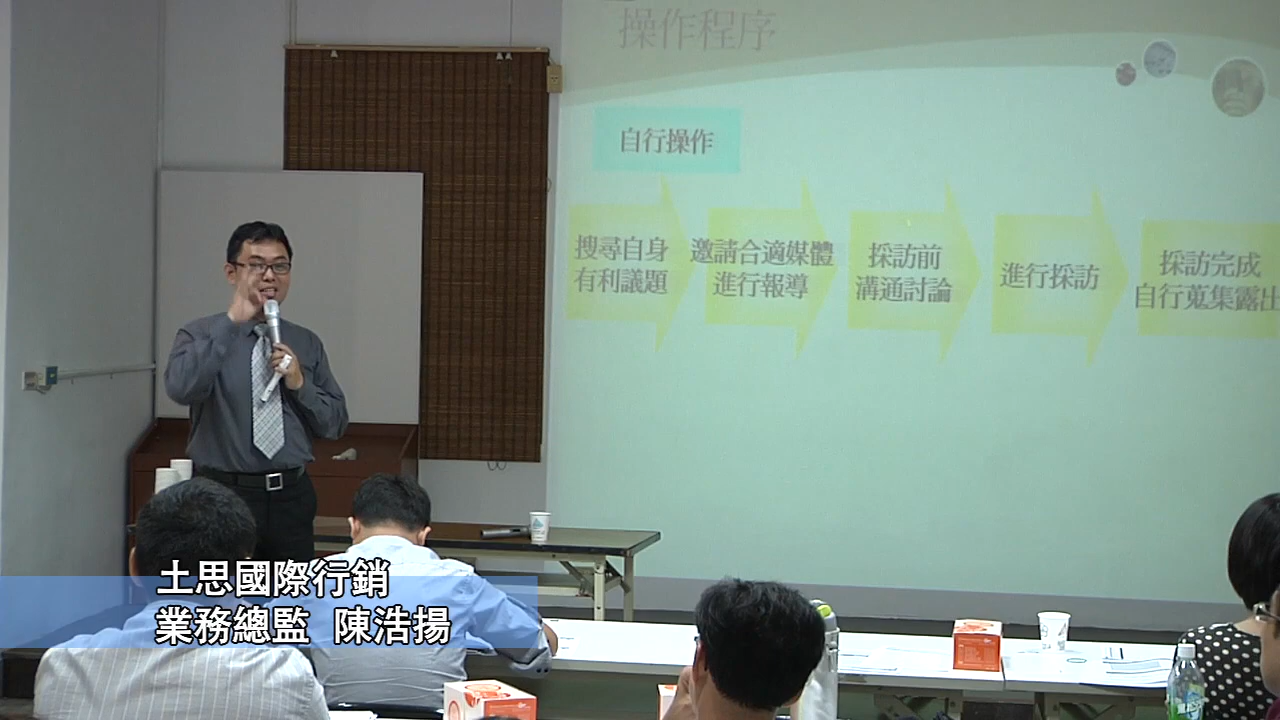 操作程序
自行操作
搜尋自身
有利議題
邀請合適媒體
進行報導
採訪前
溝通討論
進行採訪
採訪完成
自行蒐集露出
土思國際行銷
業務總監 陳浩揚